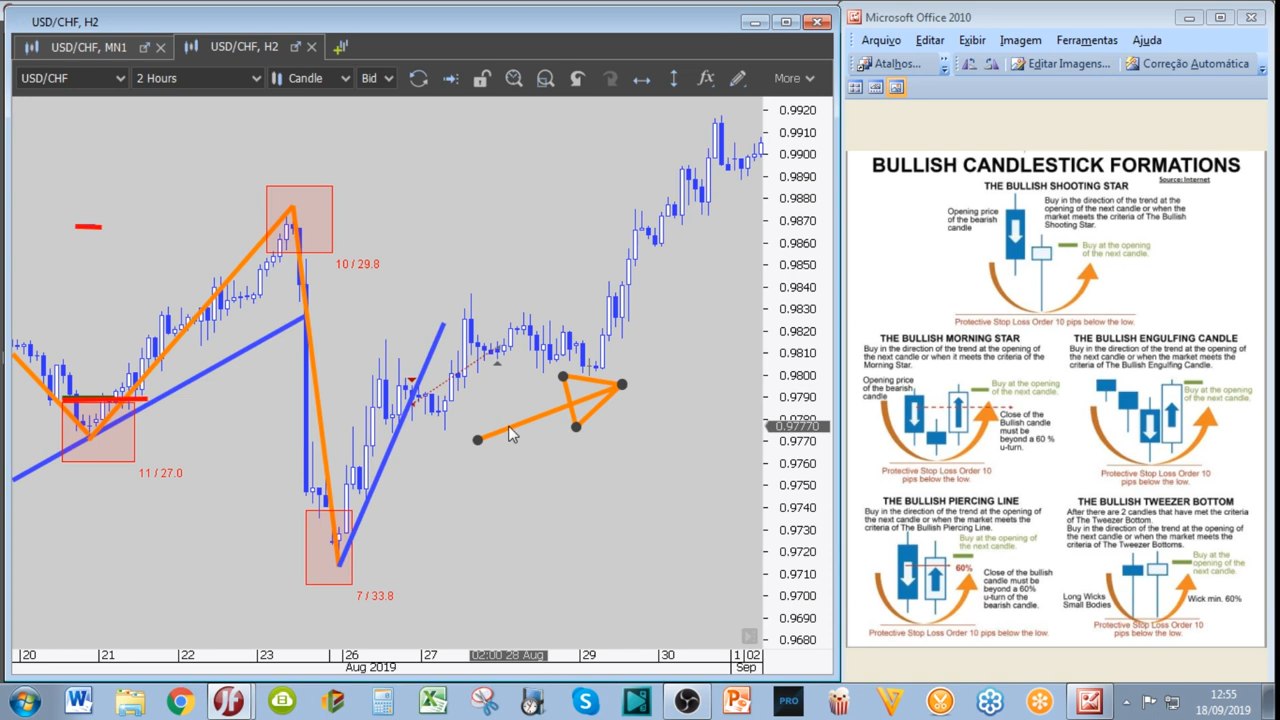 USD/CHF, H2
USD/CHF, MN1
USD/CHF, H2
USD/CHF
2 Hours
Candle
Bid
More
0.9920
0.9910
0.9900
0.9890
0.9880
0.9870
0.9860
0.9850
0.9840
0.9830
0.9820
0.9810
0.9800
0.9790
0.9780
0.97770
0.9770
0.9760
0.9750
0.9740
0.9730
0.9720
0.9710
0.9700
0.9690
0.9680
10 / 29.8
11 / 27.0
7 / 33.8
20
21
22
23
26
27
02:00 28 Aug
29
30
1
02
Aug 2019
Sep
Microsoft Office 2010
Arquivo
Editar
Exibir
Imagem
Ferramentas
Ajuda
Atalhos...
Editar Imagens...
Correção Automática
BULLISH CANDLESTICK FORMATIONS
Source: Internet
THE BULLISH SHOOTING STAR
Opening price
of the bearish
candle
Buy in the direction of the trend at the
opening of the next candle or when the
market meets the criteria of The Bullish
Shooting Star.
Buy at the opening
of the next candle.
Protective Stop Loss Order 10 pips below the low.
THE BULLISH MORNING STAR
Buy in the direction of the trend at the opening of
the next candle or when it meets the criteria of the
Morning Star.
Opening price
of the bearish
candle
Buy at the opening
of the next candle.
Close of the
Bullish candle
must be
beyond a 60 %
u-turn.
Protective Stop Loss Order 10
pips below the low.
THE BULLISH ENGULFING CANDLE
Buy in the direction of the trend at the opening of the
next candle or when the market meets the
criteria of The Bullish Engulfing Candle.
Buy at the opening
of the next candle.
Protective Stop Loss Order 10
pips below the low.
THE BULLISH PIERCING LINE
Buy in the direction of the trend at the opening of the
next candle or when the market meets the criteria
of The Bullish Piercing Line.
Buy at the opening of
the next candle.
60%
Close of the bullish
candle must be
beyond a 60%
u-turn of the
bearish candle.
Protective Stop Loss Order 10 pips below the low.
THE BULLISH TWEEZER BOTTOM
After there are 2 candles that have met the criteria
of The Tweezer Bottom.
Buy in the direction of the trend at the opening of
the next candle or when the market meets the
criteria of The Tweezer Bottoms.
Buy at the
opening of
the next
candle.
Long Wicks
Small Bodies
Wick min. 60%
Protective Stop Loss Order 10
pips below the low.
PRO
12:55
18/09/2019